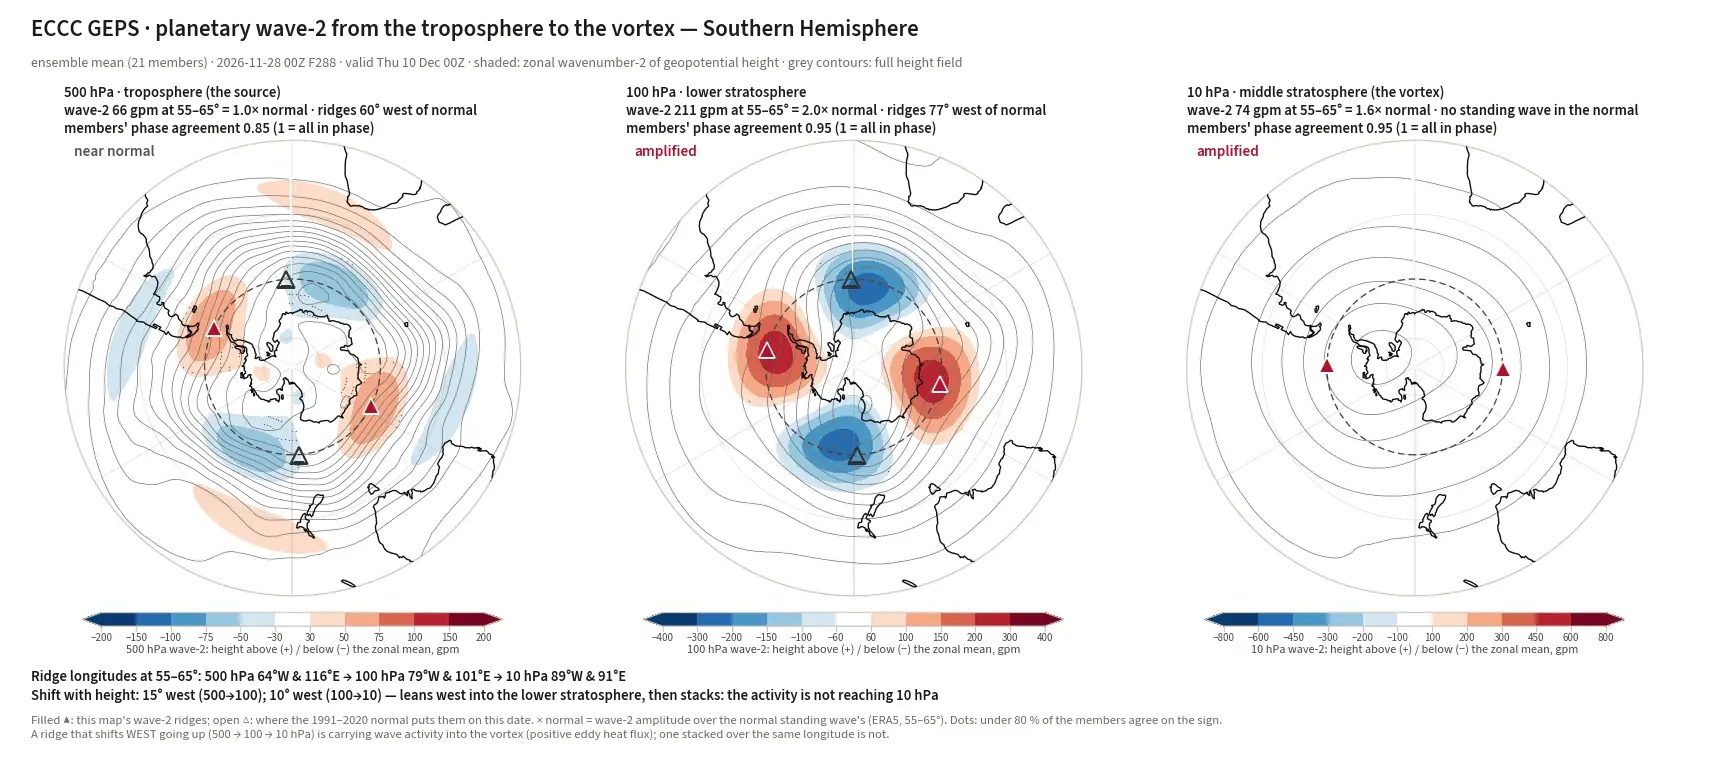 ECCC GEPS · planetary wave-2 from the troposphere to the vortex — Southern Hemisphere
ensemble mean (21 members) · 2026-11-28 00Z F288 · valid Thu 10 Dec 00Z · shaded: zonal wavenumber-2 of geopotential height · grey contours: full height field
500 hPa · troposphere (the source)
wave-2 66 gpm at 55–65° = 1.0× normal · ridges 60° west of normal
members' phase agreement 0.85 (1 = all in phase)
near normal
100 hPa · lower stratosphere
wave-2 211 gpm at 55–65° = 2.0× normal · ridges 77° west of normal
members' phase agreement 0.95 (1 = all in phase)
amplified
10 hPa · middle stratosphere (the vortex)
wave-2 74 gpm at 55–65° = 1.6× normal · no standing wave in the normal
members' phase agreement 0.95 (1 = all in phase)
amplified
−200 −150 −100 −75 −50 −30 30 50 75 100 150 200
500 hPa wave-2: height above (+) / below (−) the zonal mean, gpm
−400 −300 −200 −150 −100 −60 60 100 150 200 300 400
100 hPa wave-2: height above (+) / below (−) the zonal mean, gpm
−800 −600 −450 −300 −200 −100 100 200 300 450 600 800
10 hPa wave-2: height above (+) / below (−) the zonal mean, gpm
Ridge longitudes at 55–65°: 500 hPa 64°W & 116°E → 100 hPa 79°W & 101°E → 10 hPa 89°W & 91°E
Shift with height: 15° west (500→100); 10° west (100→10) — leans west into the lower stratosphere, then stacks: the activity is not reaching 10 hPa
Filled ▲: this map's wave-2 ridges; open △: where the 1991–2020 normal puts them on this date. × normal = wave-2 amplitude over the normal standing wave's (ERA5, 55–65°). Dots: under 80 % of the members agree on the sign.
A ridge that shifts WEST going up (500 → 100 → 10 hPa) is carrying wave activity into the vortex (positive eddy heat flux); one stacked over the same longitude is not.